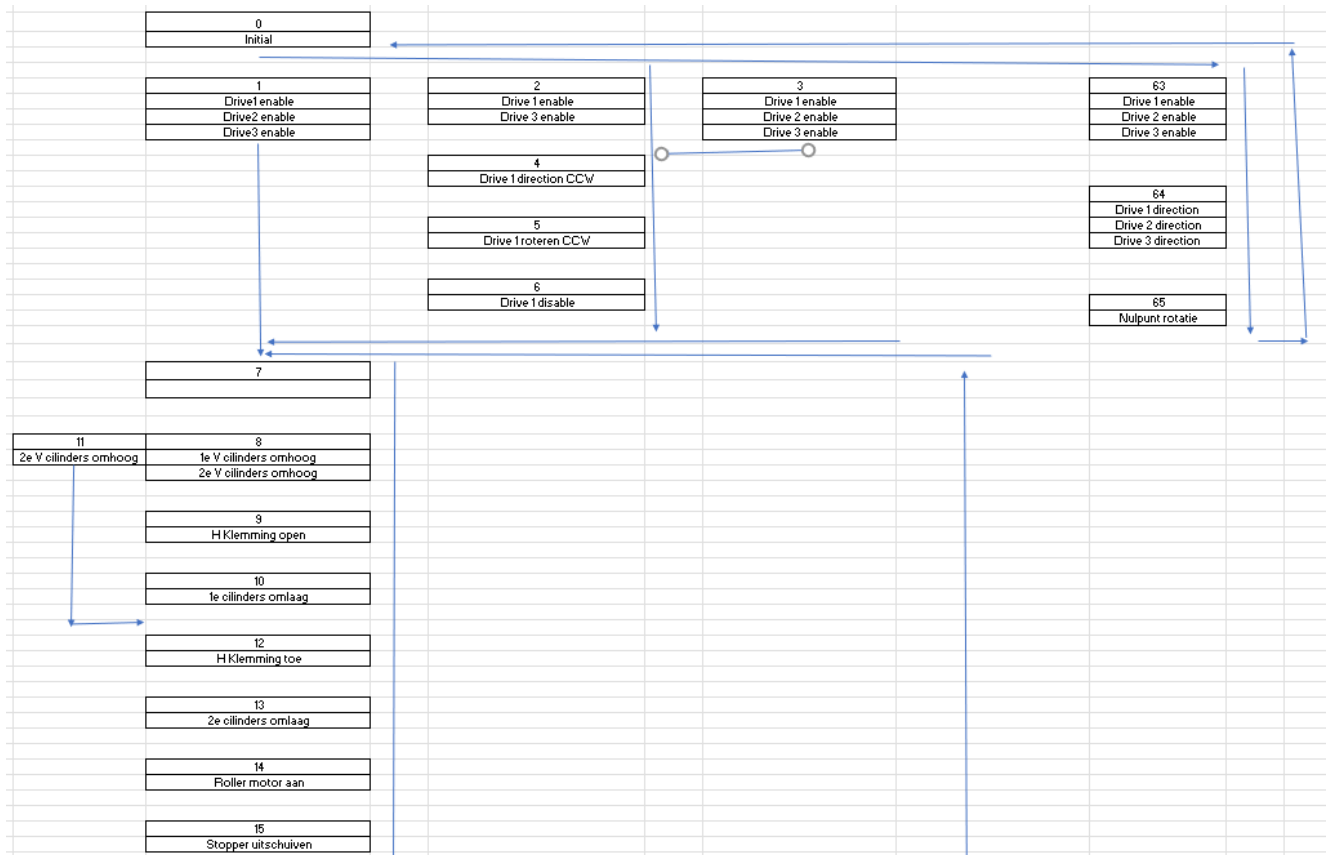 0
Initial
1
Drive1 enable
Drive2 enable
Drive3 enable
2
Drive 1 enable
Drive 3 enable
3
Drive 1 enable
Drive 2 enable
Drive 3 enable
63
Drive 1 enable
Drive 2 enable
Drive 3 enable
4
Drive 1 direction CCW
5
Drive 1 roteren CCW
6
Drive 1 disable
64
Drive 1 direction
Drive 2 direction
Drive 3 direction
65
Nulpunt rotatie
7
11
2e V cilinders omhoog
8
1e V cilinders omhoog
2e V cilinders omhoog
9
H Klemming open
10
1e cilinders omlaag
12
H Klemming toe
13
2e cilinders omlaag
14
Roller motor aan
15
Stopper uitschuiven